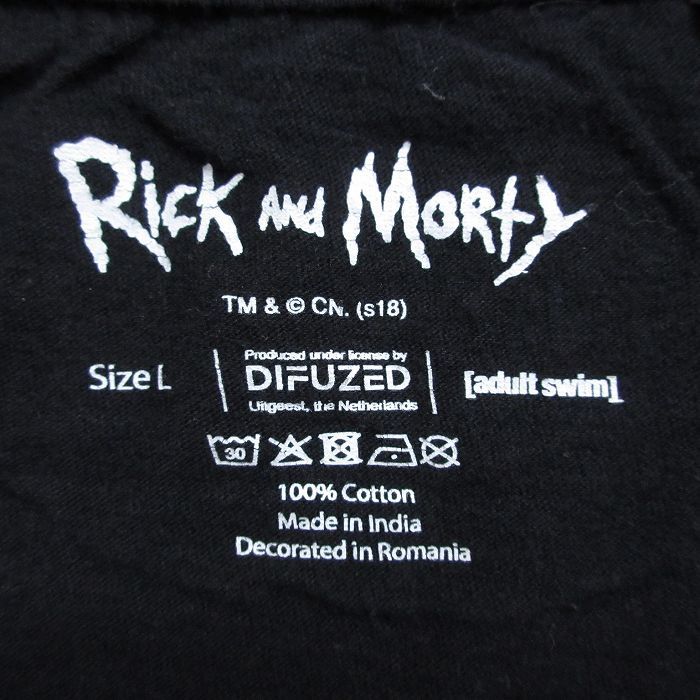 Rick and Morty
TM & © CN. (s18)
Size L
Produced under license by
DIFUZED
Uitgeest, the Netherlands
[adult swim]
30
100% Cotton
Made in India
Decorated in Romania